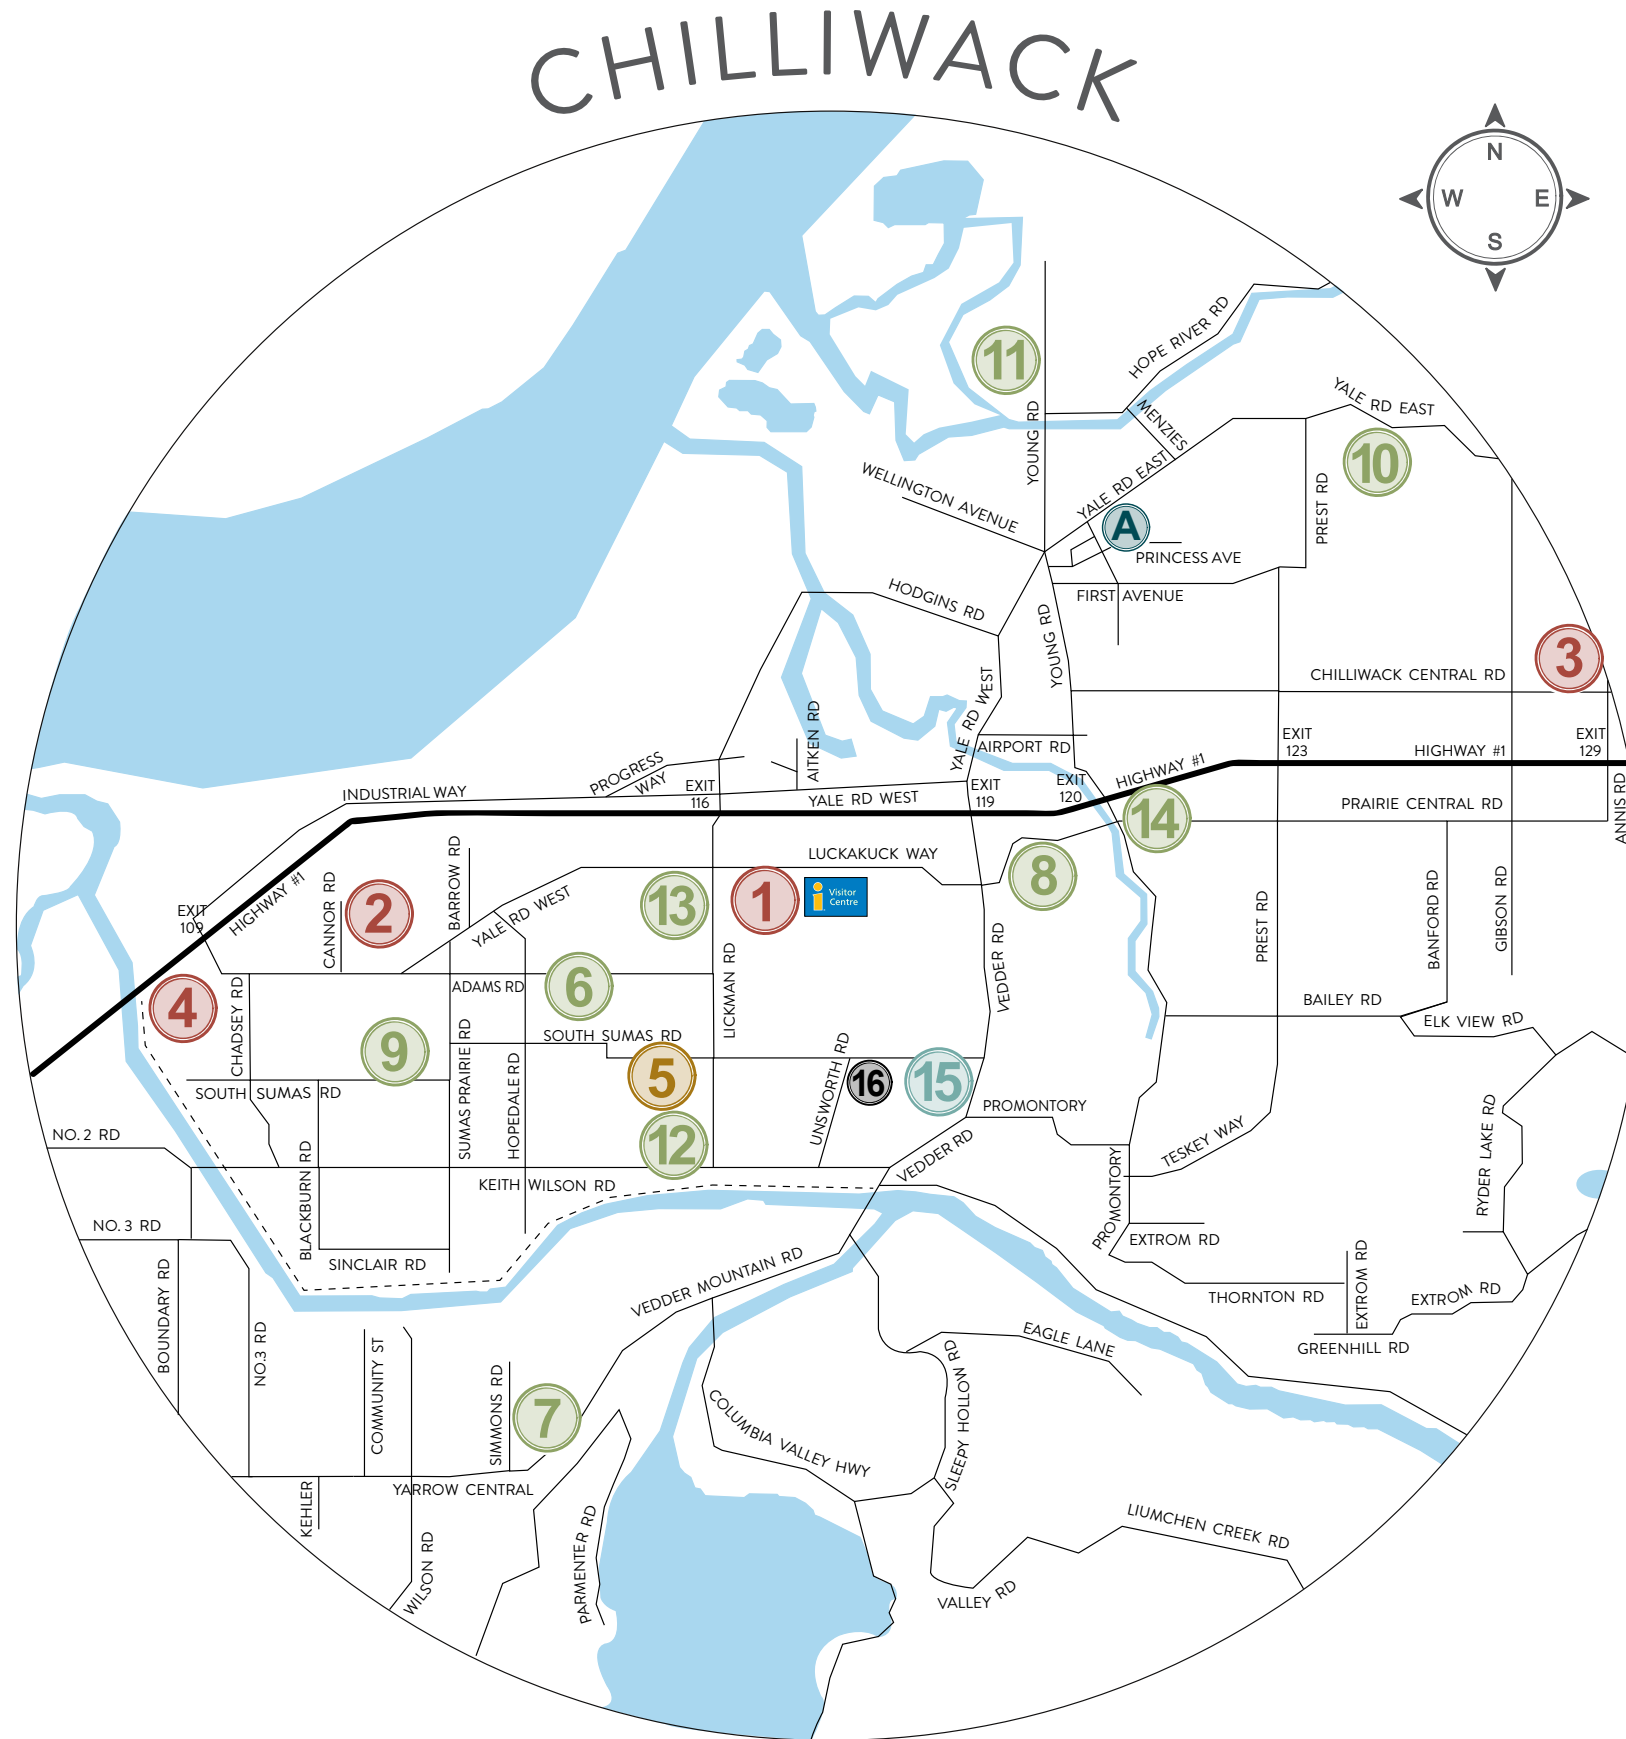 CHILLIWACK
N
W E
S
HOPE RIVER RD
11
YALE RD EAST
MENZIES
YOUNG RD
10
WELLINGTON AVENUE
YALE RD EAST
PREST RD
A
PRINCESS AVE
HODGINS RD
FIRST AVENUE
YOUNG RD
3
CHILLIWACK CENTRAL RD
YALE RD WEST
AITKEN RD
AIRPORT RD
EXIT
123
HIGHWAY #1
EXIT
129
PROGRESS
WAY
INDUSTRIAL WAY
EXIT
116
YALE RD WEST
EXIT
119
EXIT
120
HIGHWAY #1
PRAIRIE CENTRAL RD
ANNIS RD
14
LUCKAKUCK WAY
8
BARROW RD
CANNOR RD
2
13
1
i
Visitor
Centre
YALE RD WEST
EXIT
109
HIGHWAY #1
PREST RD
BANFORD RD
GIBSON RD
VEDDER RD
LICKMAN RD
4
CHADSEY RD
ADAMS RD
6
BAILEY RD
ELK VIEW RD
9
SUMAS PRAIRIE RD
SOUTH SUMAS RD
HOPEDALE RD
5
UNSWORTH RD
16
15
SOUTH SUMAS RD
PROMONTORY
12
NO. 2 RD
TESKEY WAY
RYDER LAKE RD
VEDDER RD
BLACKBURN RD
KEITH WILSON RD
PROMONTORY
NO. 3 RD
EXTROM RD
SINCLAIR RD
VEDDER MOUNTAIN RD
BOUNDARY RD
THORNTON RD
EXTROM RD
EXTROM RD
GREENHILL RD
NO.3 RD
COMMUNITY ST
EAGLE LANE
SIMMONS RD
7
SLEEPY HOLLOW RD
COLUMBIA VALLEY HWY
YARROW CENTRAL
KEHLER
PARMENTER RD
LIUMCHEN CREEK RD
WILSON RD
VALLEY RD